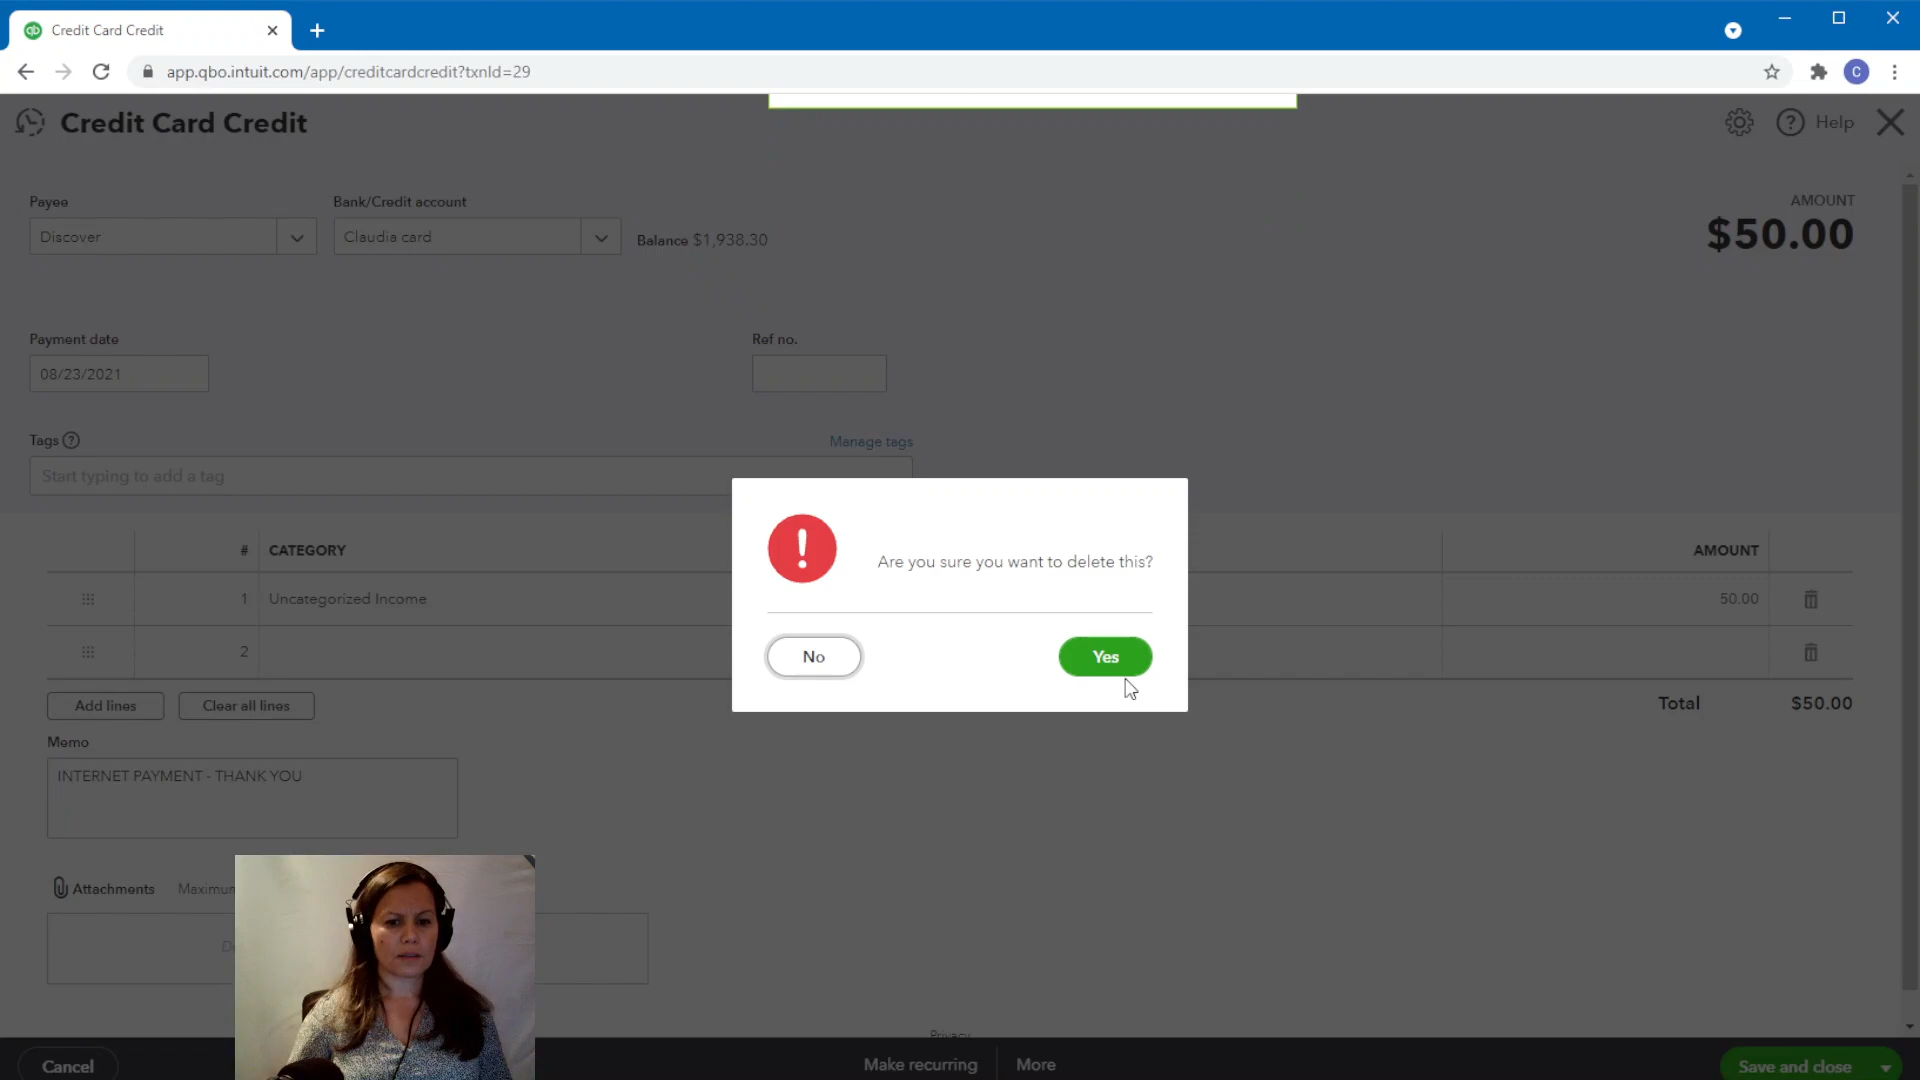 Credit Card Credit
app.qbo.intuit.com/app/creditcardcredit?txnId=29
C
Credit Card Credit
Help
Payee
Bank/Credit account
AMOUNT
Discover
Claudia card
Balance $1,938.30
$50.00
Payment date
Ref no.
08/23/2021
Tags ?
Manage tags
Start typing to add a tag
# CATEGORY
AMOUNT
Are you sure you want to delete this?
1 Uncategorized Income
50.00
2
No
Yes
Add lines
Clear all lines
Total $50.00
Memo
INTERNET PAYMENT - THANK YOU
Attachments
Privacy
Cancel
Make recurring
More
Save and close